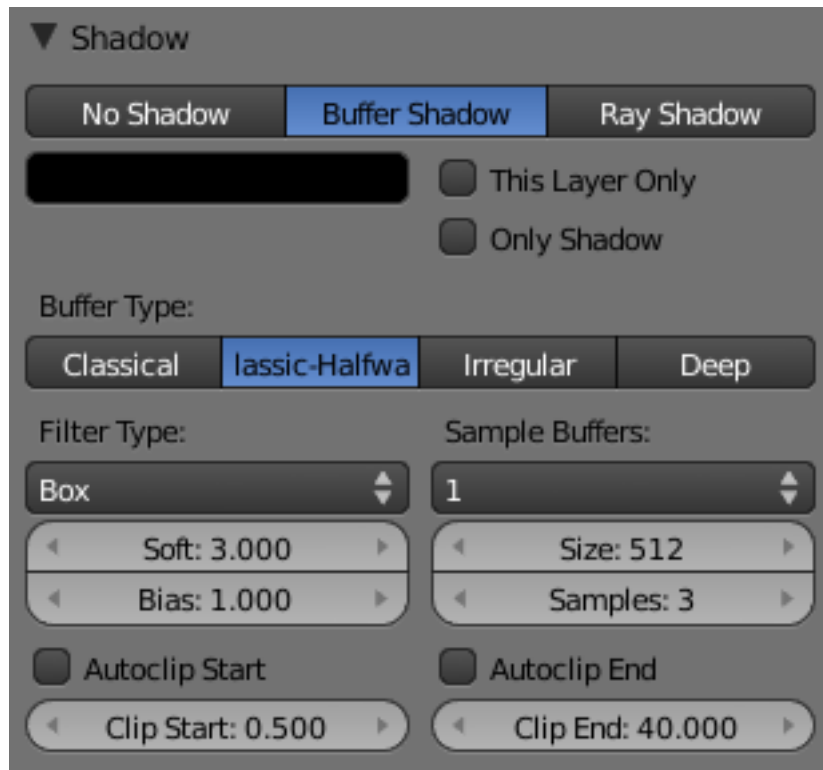 Shadow
No Shadow Buffer Shadow Ray Shadow
This Layer Only
Only Shadow
Buffer Type:
Classical lassic-Halfwa Irregular Deep
Filter Type: Sample Buffers:
Box 1
Soft: 3.000 Size: 512
Bias: 1.000 Samples: 3
Autoclip Start Autoclip End
Clip Start: 0.500 Clip End: 40.000